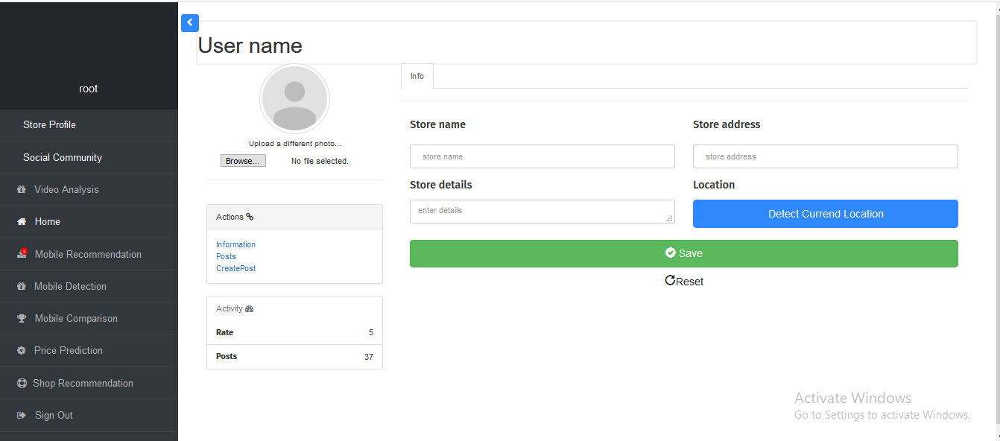 root
Store Profile
Social Community
Video Analysis
Home
Mobile Recommendation
Mobile Detection
Mobile Comparison
Price Prediction
Shop Recommendation
Sign Out
User name
Upload a different photo...
Browse... No file selected.
Actions
Information
Posts
CreatePost
Activity
Rate 5
Posts 37
Info
Store name Store address
store name store address
Store details Location
enter details Detect Currend Location
Save
Reset
Activate Windows
Go to Settings to activate Windows.